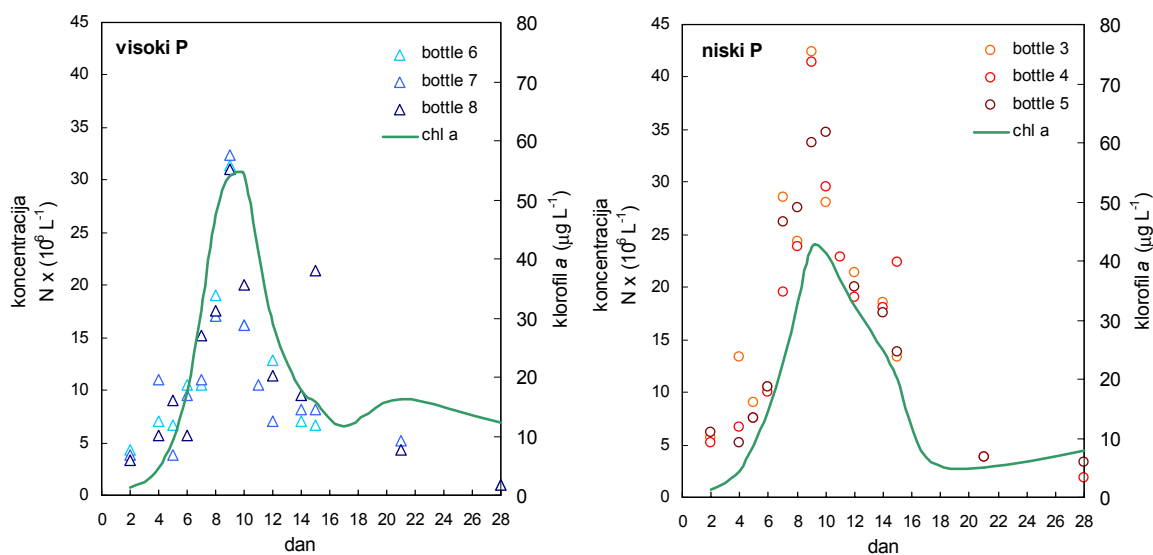 visoki P
bottle 6
bottle 7
bottle 8
chl a
45
40
35
30
25
20
15
10
5
0
80
70
60
50
40
30
20
10
0
0 2 4 6 8 10 12 14 16 18 20 22 24 26 28
dan
koncentracija
N x (10⁶ L⁻¹)
klorofil a (µg L⁻¹)
niski P
bottle 3
bottle 4
bottle 5
chl a
45
40
35
30
25
20
15
10
5
0
80
70
60
50
40
30
20
10
0
0 2 4 6 8 10 12 14 16 18 20 22 24 26 28
dan
koncentracija
N x (10⁶ L⁻¹)
klorofil a (µg L⁻¹)